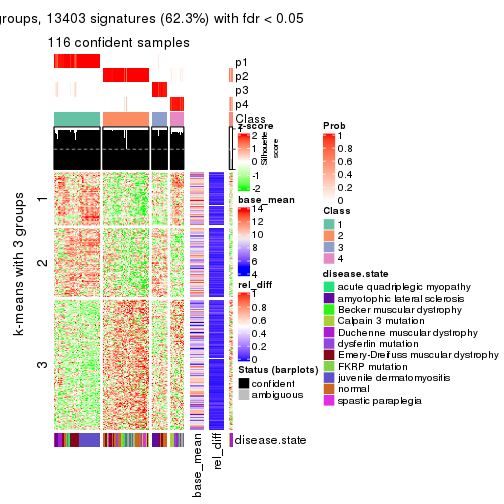 groups, 13403 signatures (62.3%) with fdr < 0.05
116 confident samples
p1
p2
p3
p4
Class
1
2
3
k-means with 3 groups
base_mean
rel_diff
disease.state
z-score
2
1
0
-1
-2
Silhouette
score
base_mean
14
12
10
8
6
4
rel_diff
1
0.8
0.6
0.4
0.2
0
Status (barplots)
confident
ambiguous
Prob
1
0.8
0.6
0.4
0.2
0
Class
1
2
3
4
disease.state
acute quadriplegic myopathy
amyotophic lateral sclerosis
Becker muscular dystrophy
Calpain 3 mutation
Duchenne muscular dystrophy
dysferlin mutation
Emery-Dreifuss muscular dystrophy
FKRP mutation
juvenile dermatomyositis
normal
spastic paraplegia